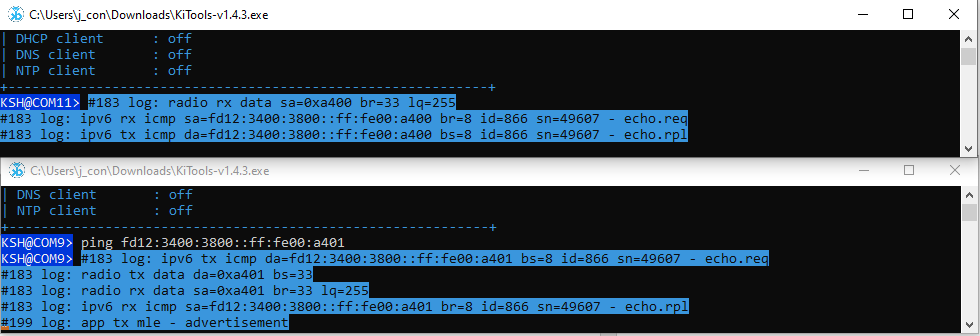 C:\Users\j_con\Downloads\KiTools-v1.4.3.exe
| DHCP client : off
| DNS client : off
| NTP client : off
+------------------------------------------------------------+
KSH@COM11> #183 log: radio rx data sa=0xa400 br=33 lq=255
#183 log: ipv6 rx icmp sa=fd12:3400:3800::ff:fe00:a400 br=8 id=866 sn=49607 - echo.req
#183 log: ipv6 tx icmp da=fd12:3400:3800::ff:fe00:a400 bs=8 id=866 sn=49607 - echo.rpl
C:\Users\j_con\Downloads\KiTools-v1.4.3.exe
| DNS client : off
| NTP client : off
+------------------------------------------------------------+
KSH@COM9> ping fd12:3400:3800::ff:fe00:a401
KSH@COM9> #183 log: ipv6 tx icmp da=fd12:3400:3800::ff:fe00:a401 bs=8 id=866 sn=49607 - echo.req
#183 log: radio tx data da=0xa401 bs=33
#183 log: radio rx data sa=0xa401 br=33 lq=255
#183 log: ipv6 rx icmp sa=fd12:3400:3800::ff:fe00:a401 br=8 id=866 sn=49607 - echo.rpl
#199 log: app tx mle - advertisement